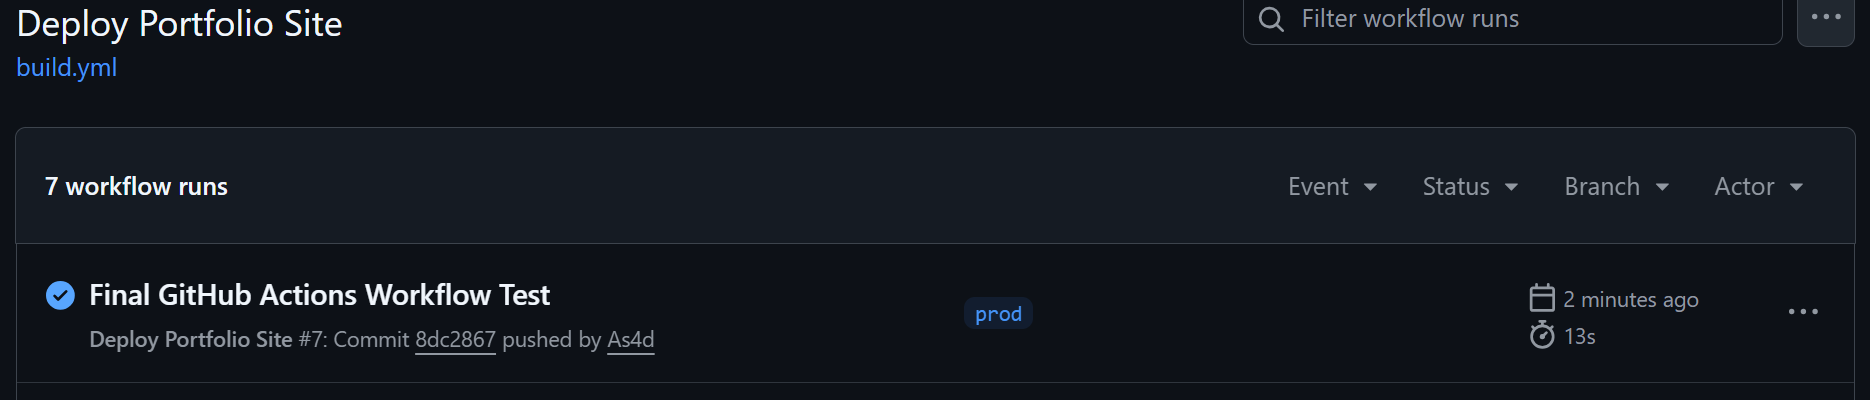 Deploy Portfolio Site
Filter workflow runs
build.yml
7 workflow runs
Event
Status
Branch
Actor
Final GitHub Actions Workflow Test
prod
2 minutes ago
Deploy Portfolio Site #7: Commit 8dc2867 pushed by As4d
13s